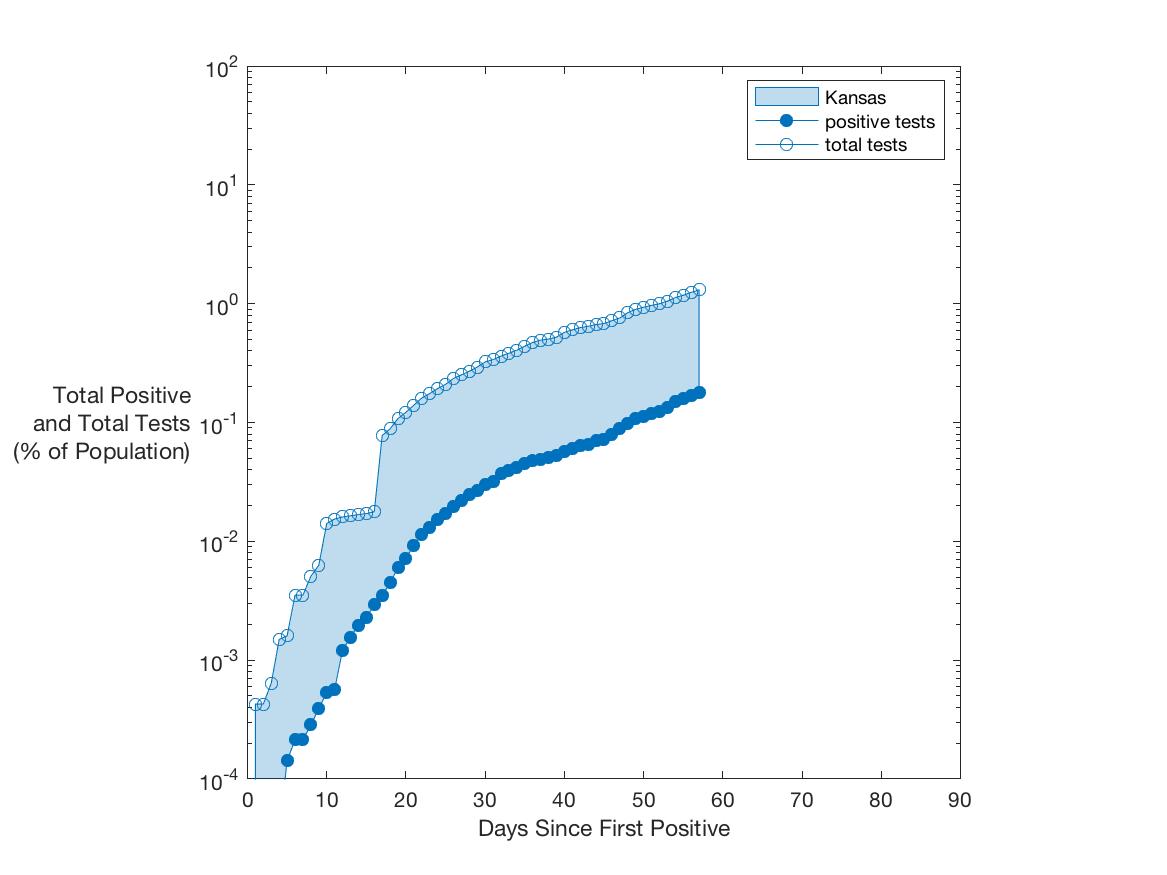 10^2
10^1
10^0
10^-1
10^-2
10^-3
10^-4
Total Positive
and Total Tests
(% of Population)
Kansas
positive tests
total tests
0 10 20 30 40 50 60 70 80 90
Days Since First Positive